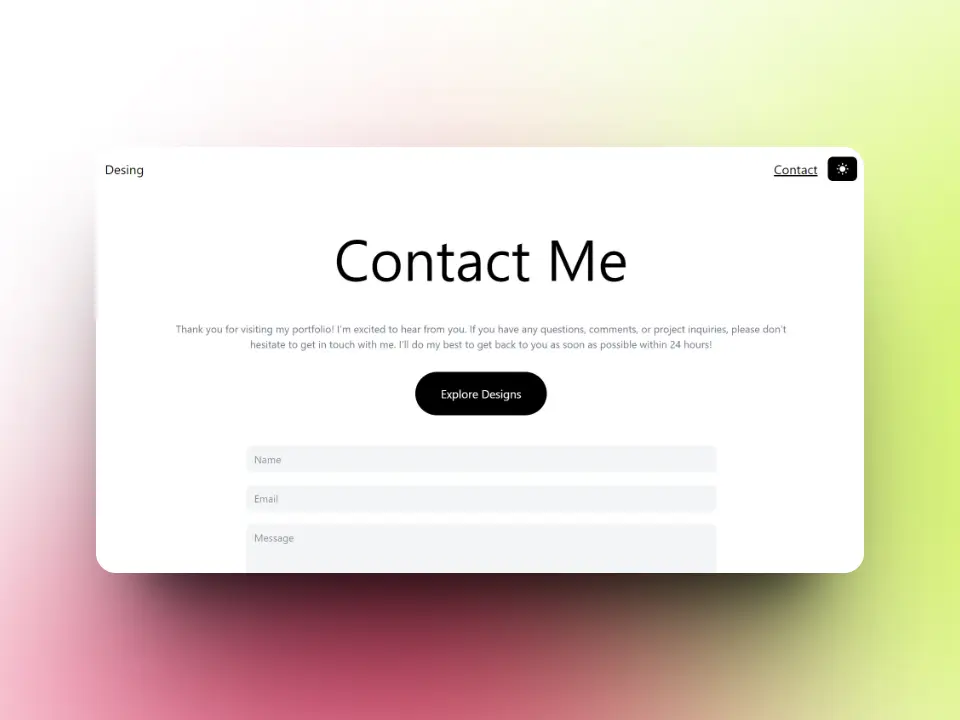 Desing
Contact
Contact Me
Thank you for visiting my portfolio! I'm excited to hear from you. If you have any questions, comments, or project inquiries, please don't
hesitate to get in touch with me. I'll do my best to get back to you as soon as possible within 24 hours!
Explore Designs
Name
Email
Message